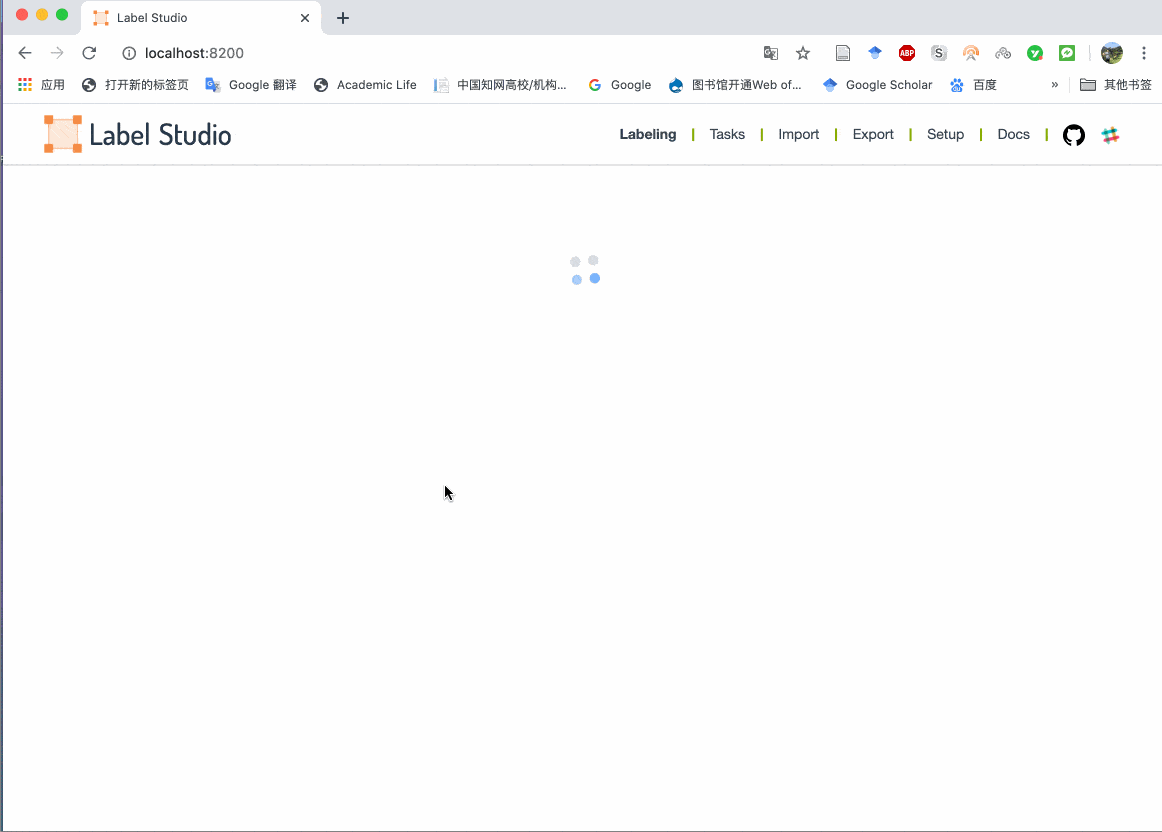 Label Studio
localhost:8200
ABP
S
应用 打开新的标签页 Google 翻译 Academic Life 中国知网高校/机构... Google 图书馆开通Web of... Google Scholar 百度 » 其他书签
Label Studio Labeling | Tasks | Import | Export | Setup | Docs |